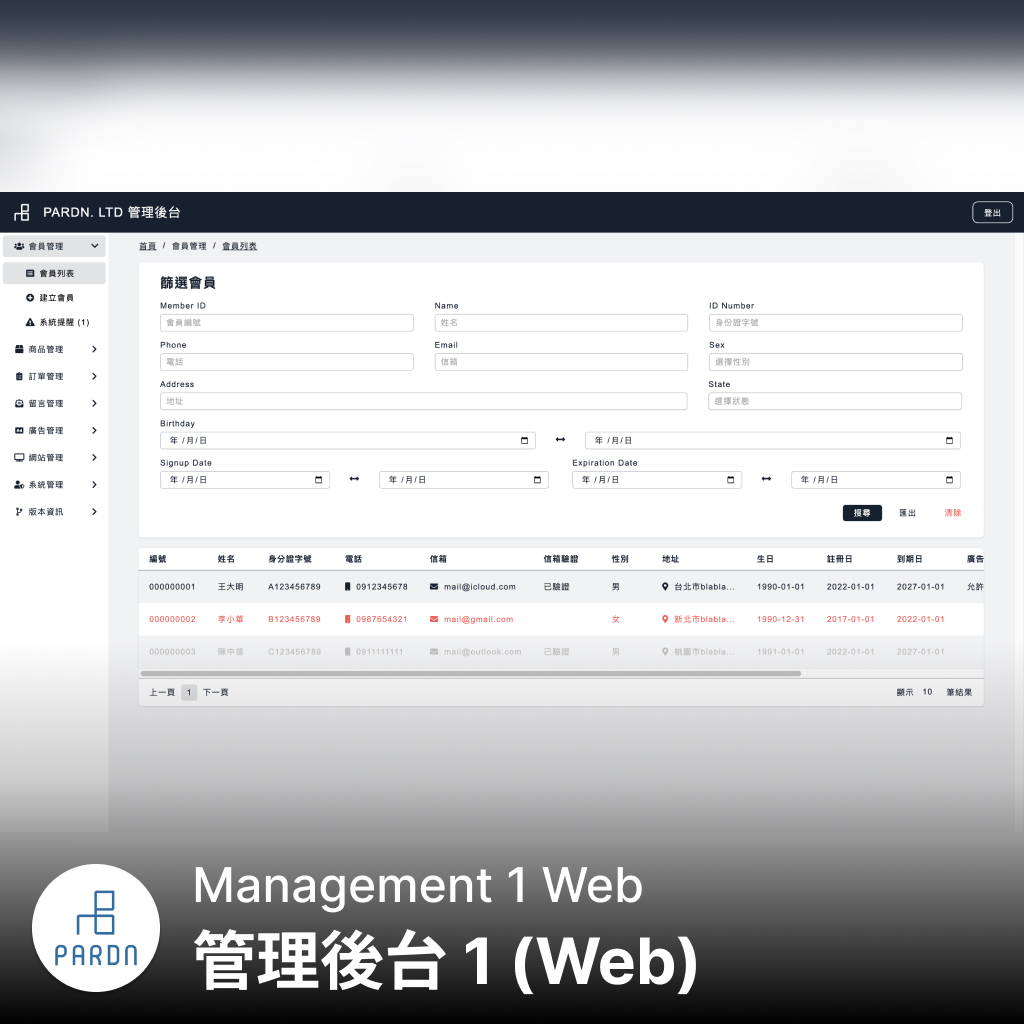 PARDN. LTD 管理後台
登出
會員管理
會員列表
建立會員
系統提醒 (1)
商品管理
訂單管理
留言管理
廣告管理
網站管理
系統管理
版本資訊
首頁 / 會員管理 / 會員列表
篩選會員
Member ID
會員編號
Name
姓名
ID Number
身份證字號
Phone
電話
Email
信箱
Sex
選擇性別
Address
地址
State
選擇狀態
Birthday
年 /月/日
年 /月/日
Signup Date
年 /月/日
年 /月/日
Expiration Date
年 /月/日
年 /月/日
搜尋 匯出 清除
編號 姓名 身分證字號 電話 信箱 信箱驗證 性別 地址 生日 註冊日 到期日 廣告
000000001 王大明 A123456789 0912345678 mail@icloud.com 已驗證 男 台北市blabla... 1990-01-01 2022-01-01 2027-01-01 允許
000000002 李小華 B123456789 0987654321 mail@gmail.com 女 新北市blabla... 1990-12-31 2017-01-01 2022-01-01
000000003 陳中德 C123456789 0911111111 mail@outlook.com 已驗證 男 桃園市blabla... 1991-01-01 2022-01-01 2027-01-01
上一頁 1 下一頁
顯示 10 筆結果
PARDN
Management 1 Web
管理後台 1 (Web)